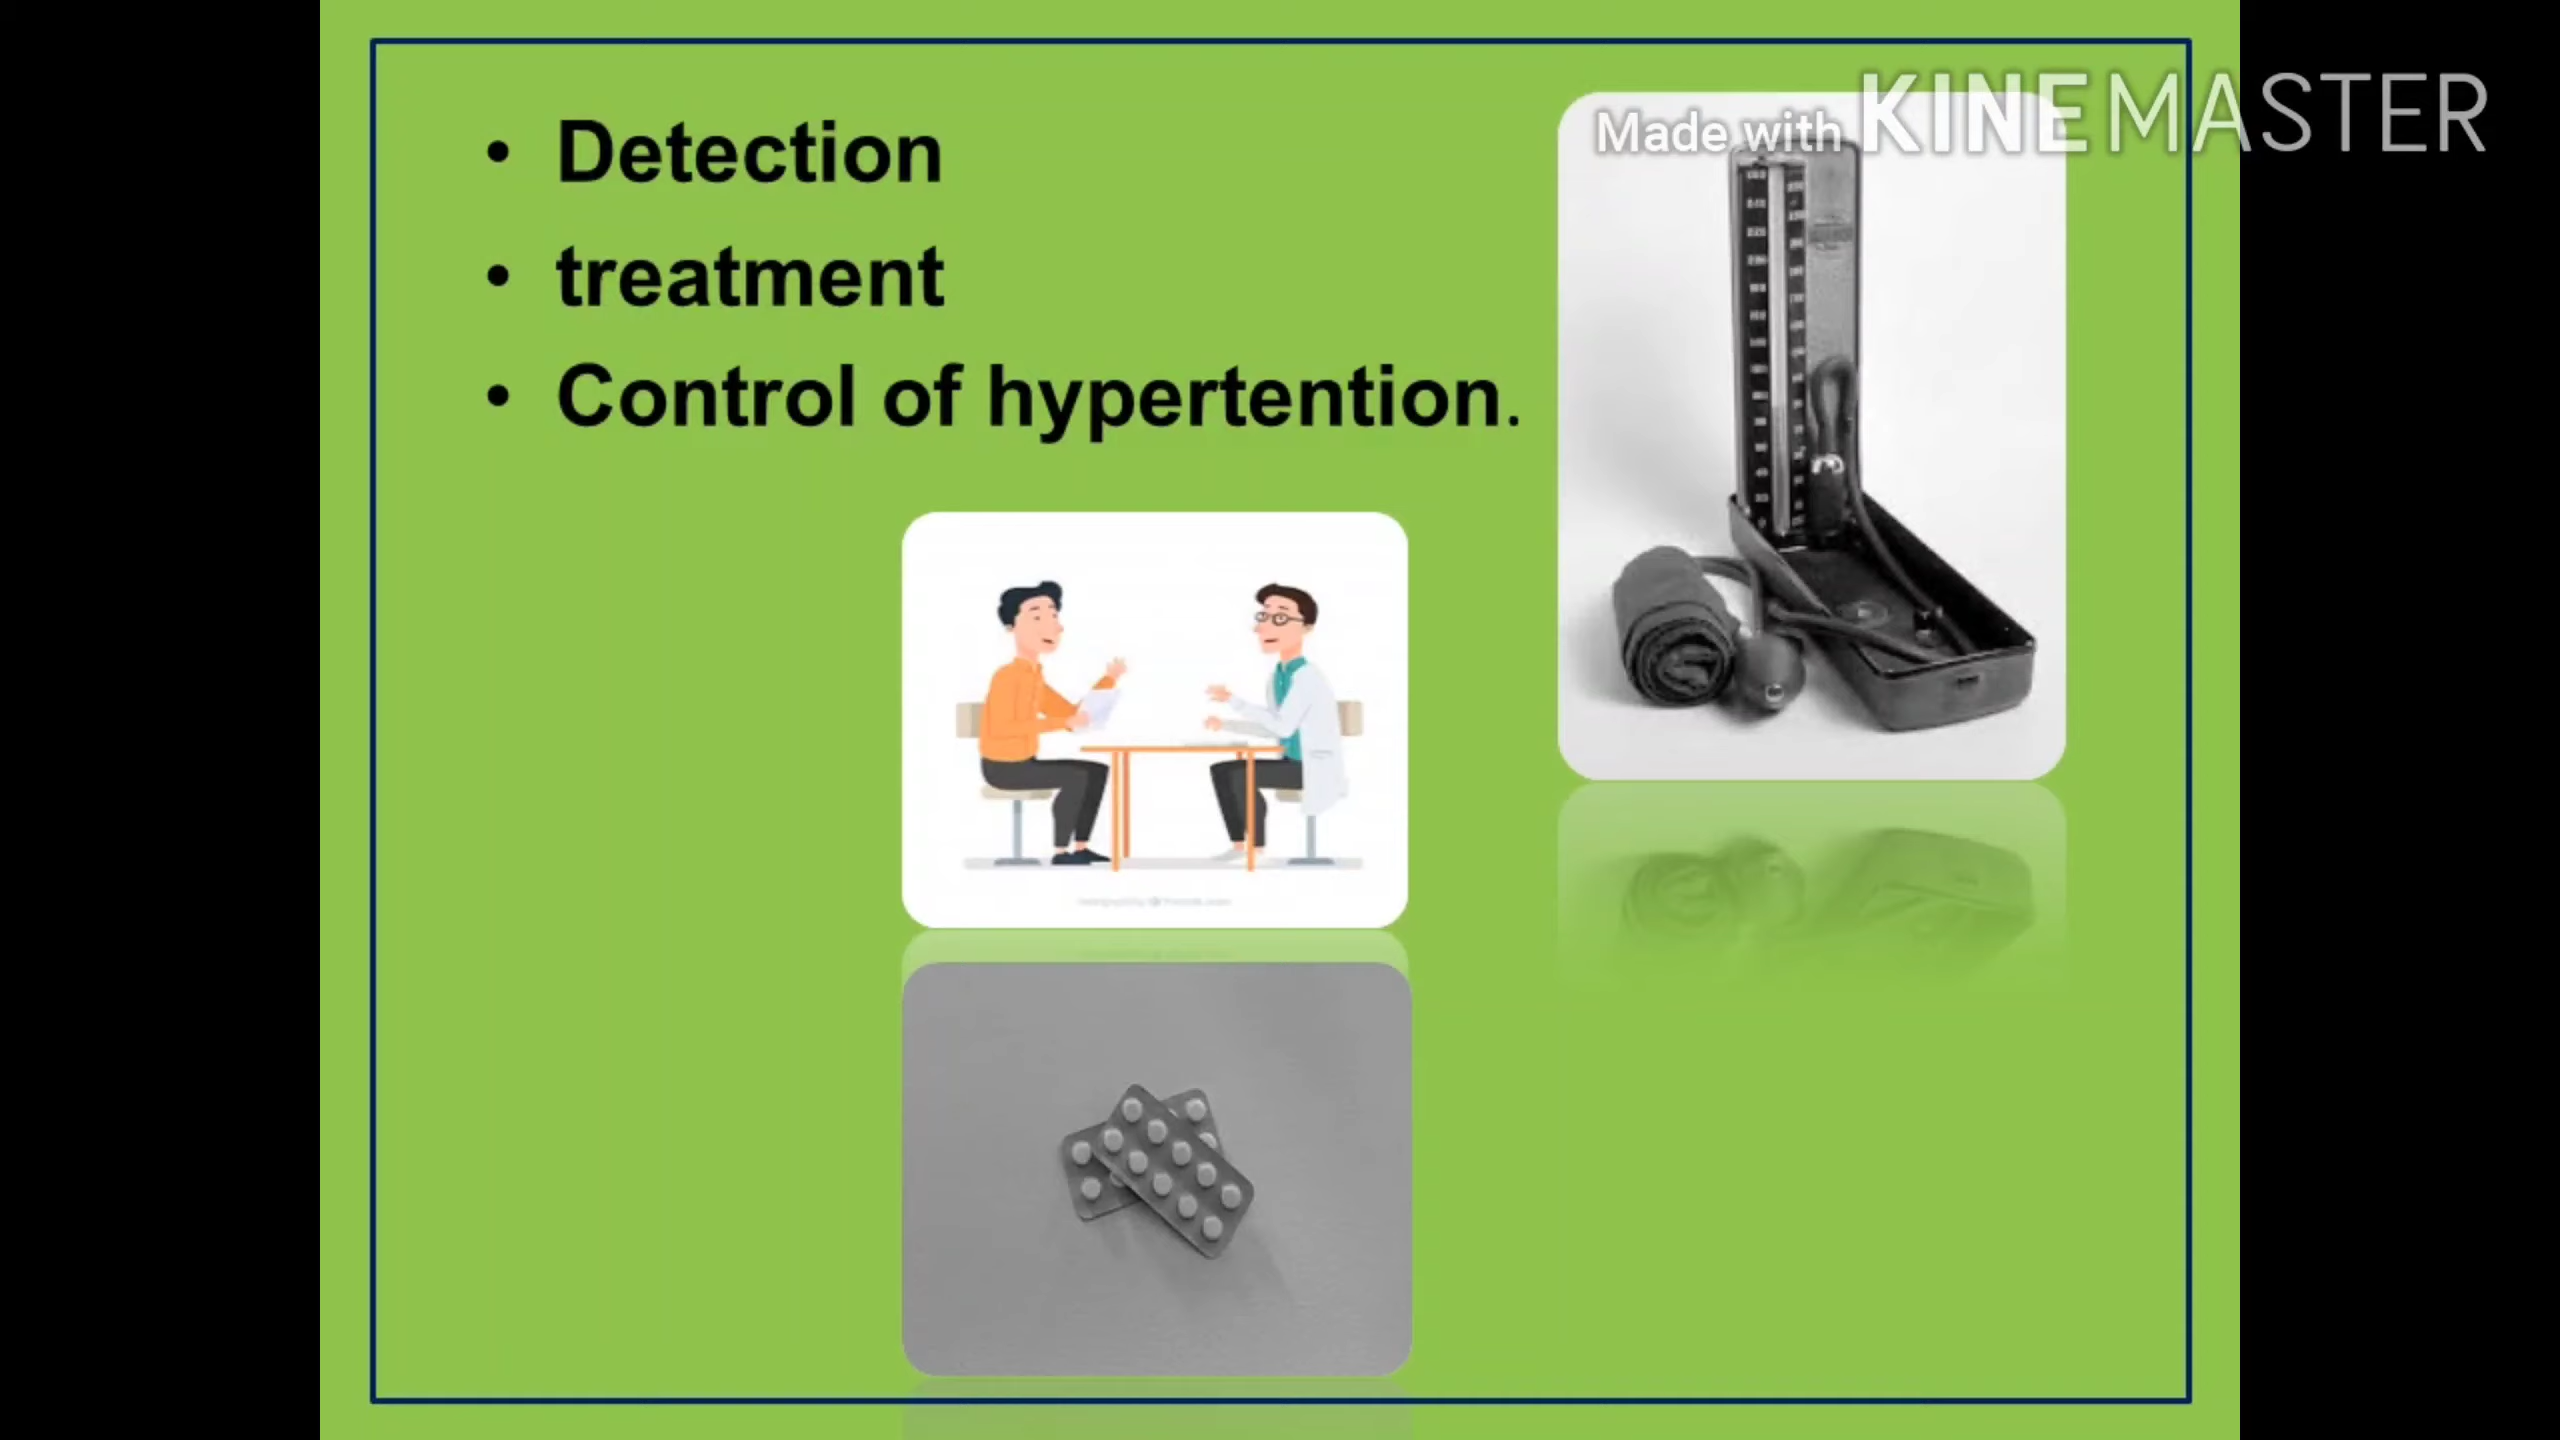 Made with KINEMASTER
• Detection
• treatment
• Control of hypertention.